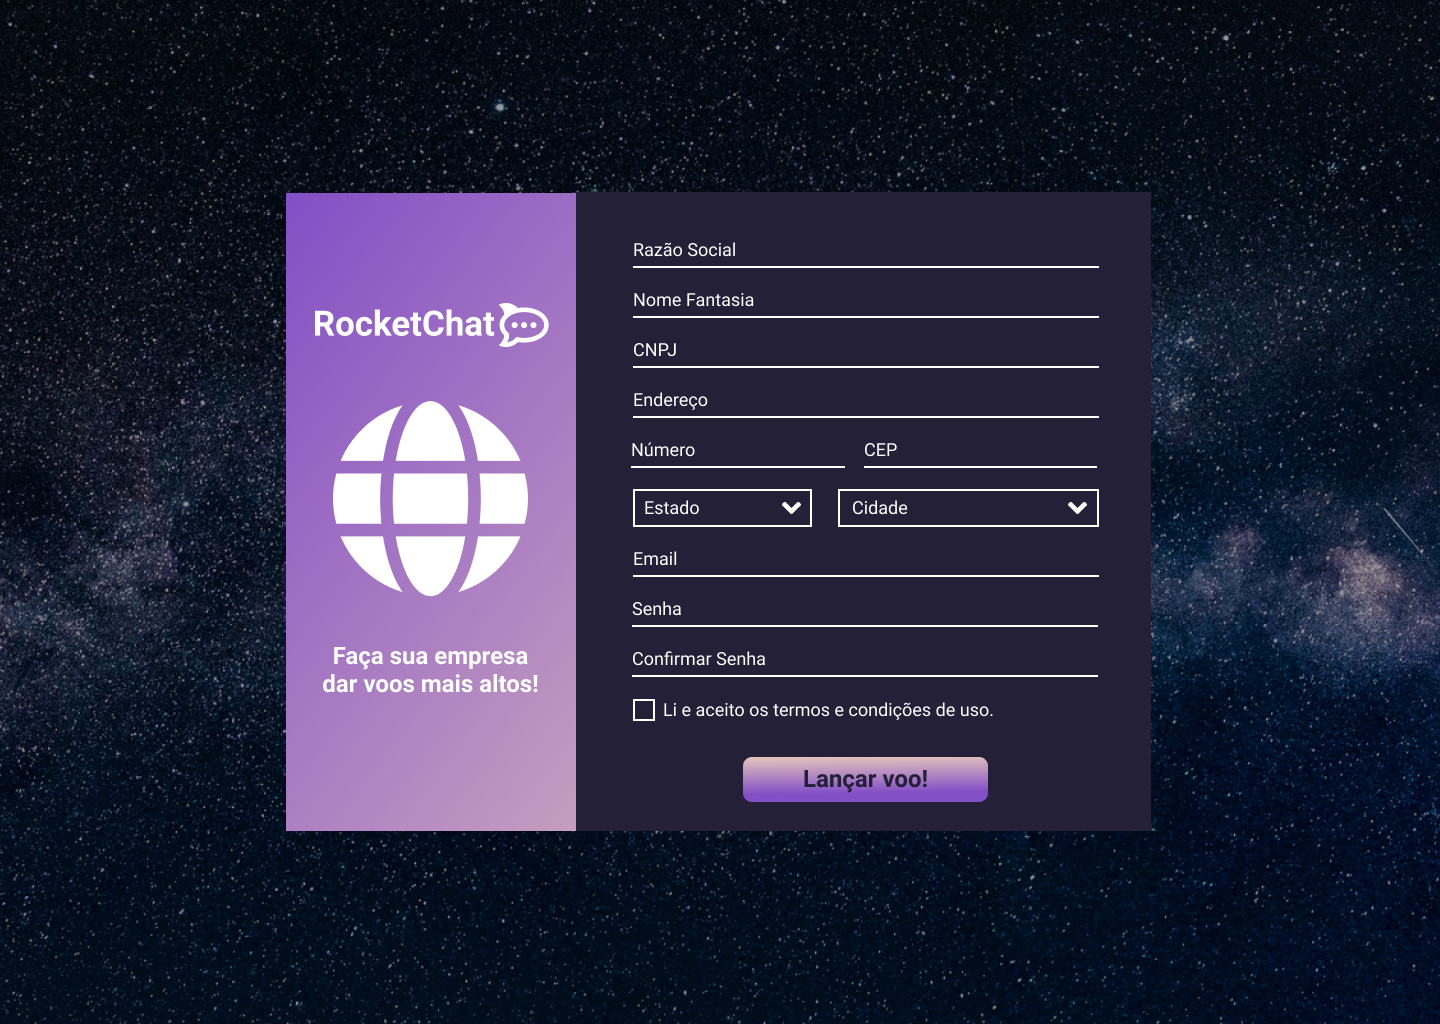 RocketChat
Faça sua empresa
dar voos mais altos!
Razão Social
Nome Fantasia
CNPJ
Endereço
Número
CEP
Estado
Cidade
Email
Senha
Confirmar Senha
Li e aceito os termos e condições de uso.
Lançar voo!